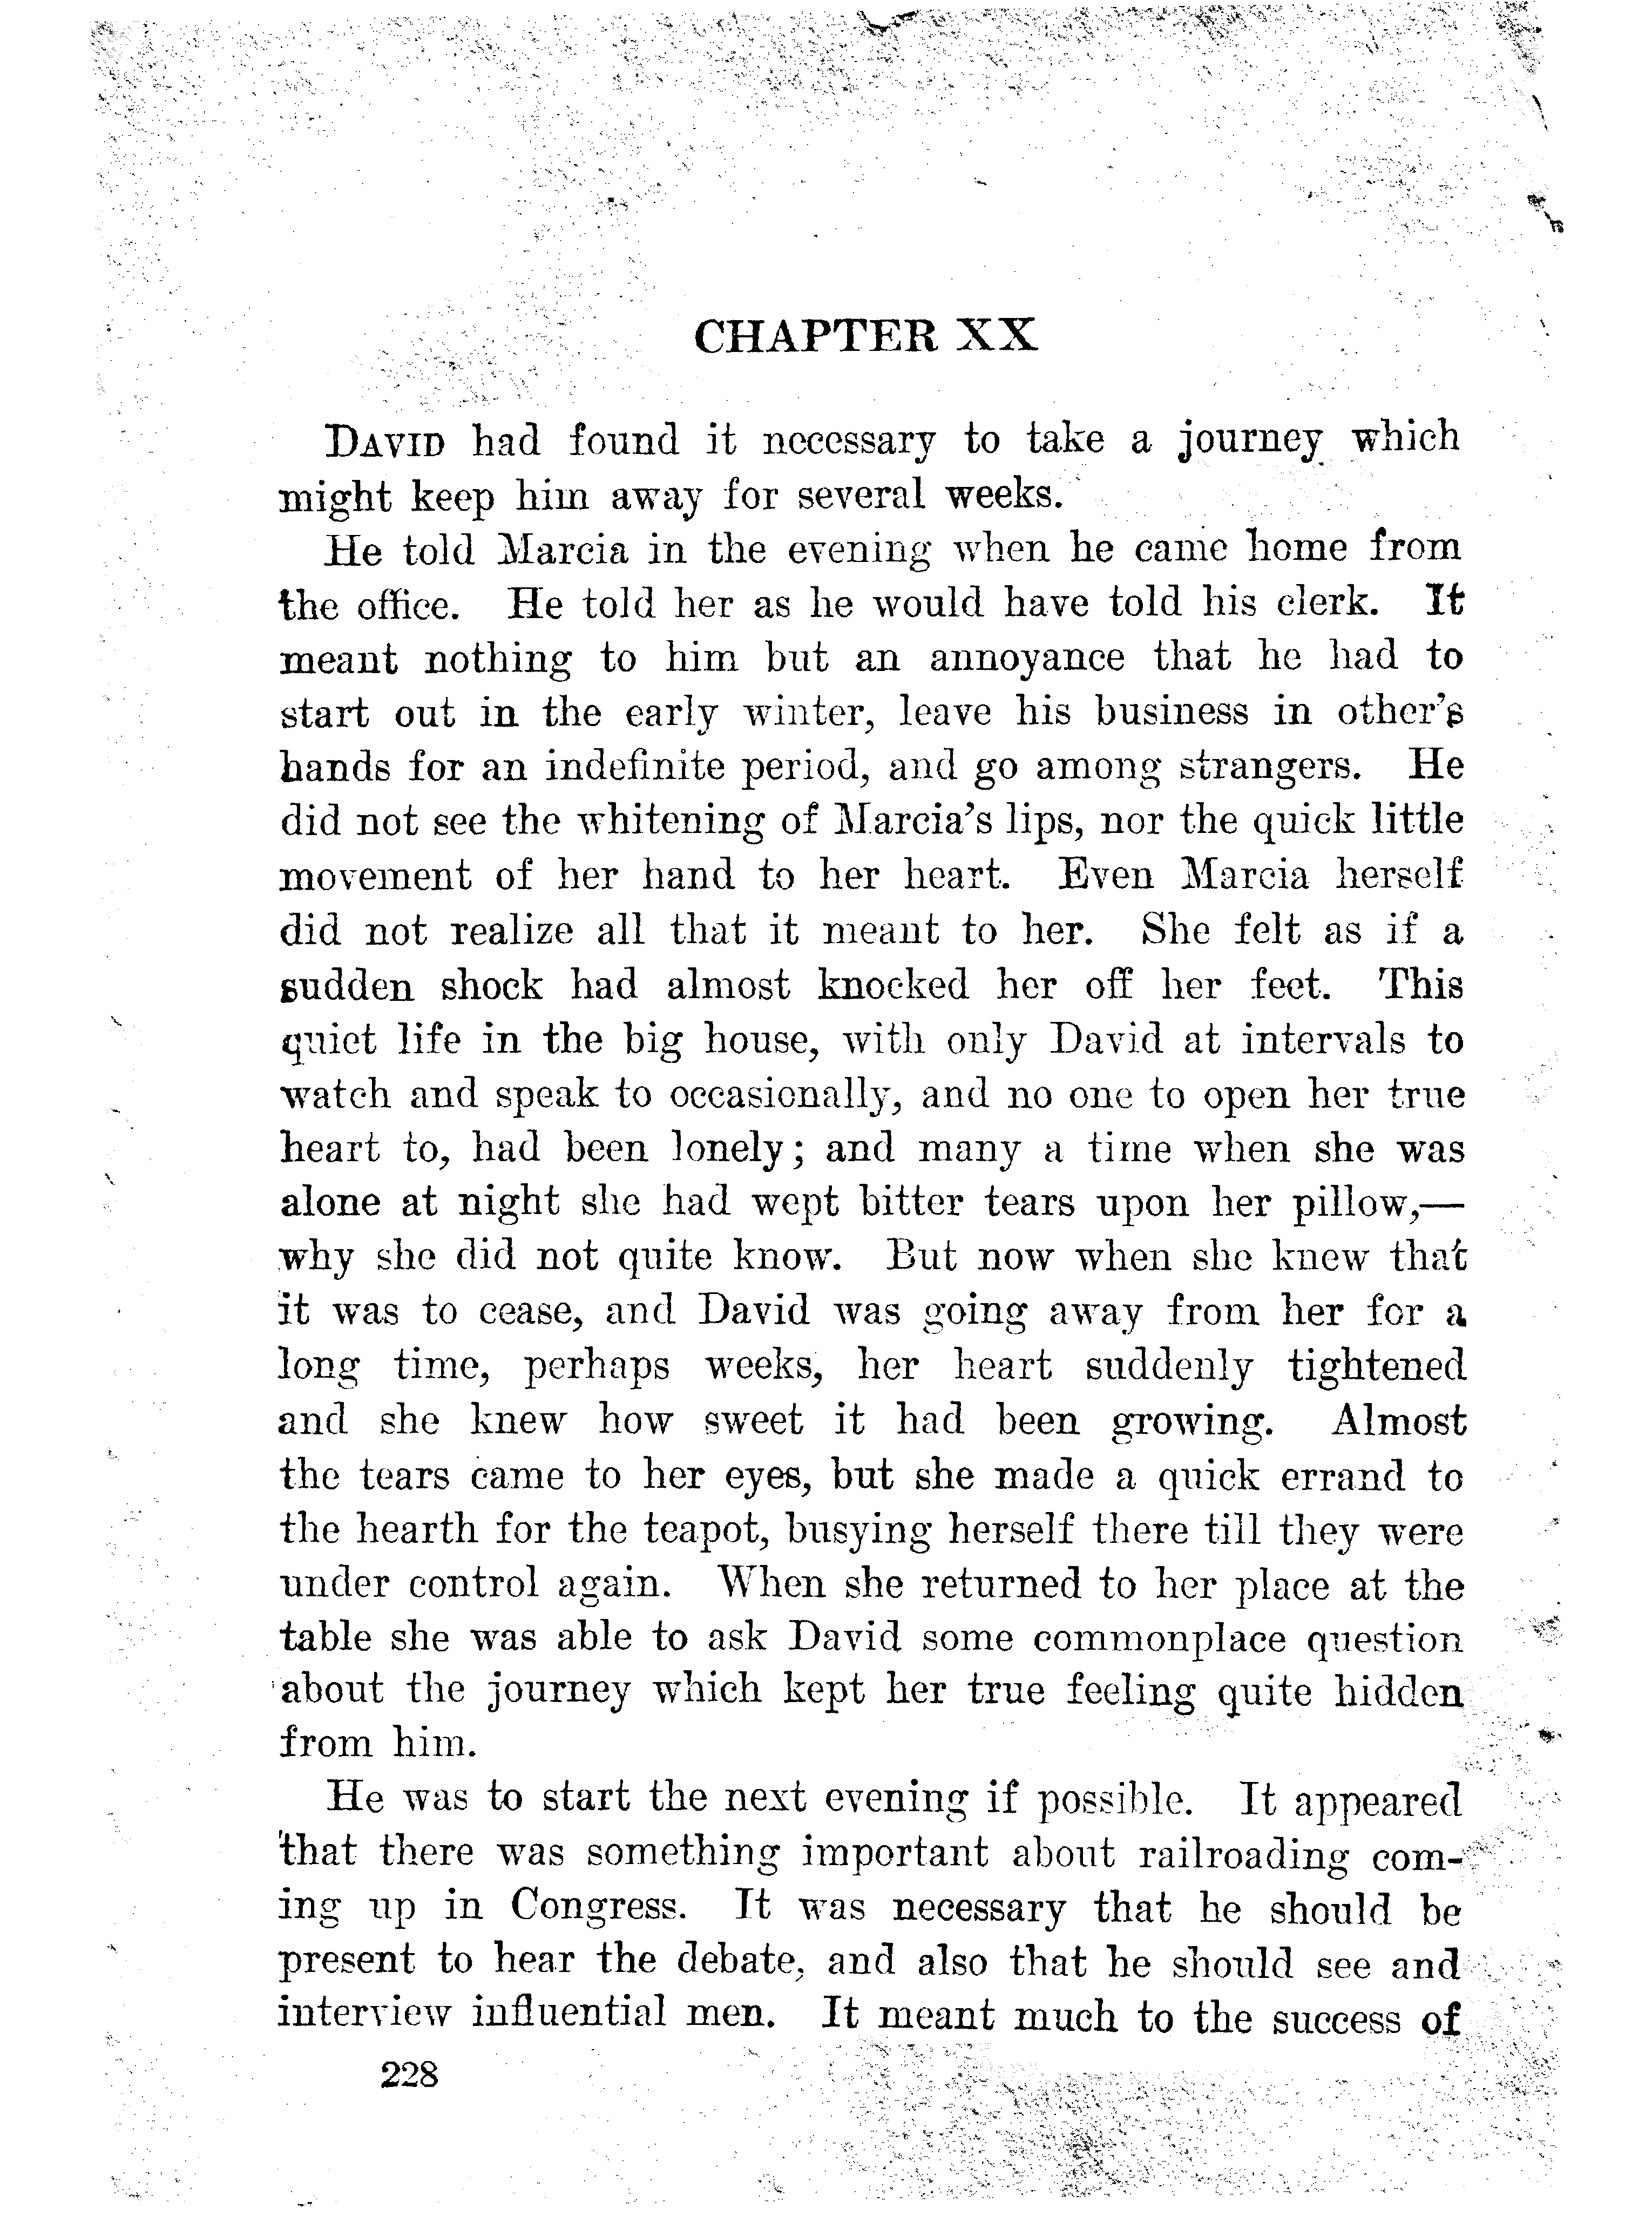 CHAPTER XX
DAVID had found it necessary to take a journey which
might keep him away for several weeks.
He told Marcia in the evening when he came home from
the office. He told her as he would have told his clerk. It
meant nothing to him but an annoyance that he had to
start out in the early winter, leave his business in other's
hands for an indefinite period, and go among strangers. He
did not see the whitening of Marcia's lips, nor the quick little
movement of her hand to her heart. Even Marcia herself
did not realize all that it meant to her. She felt as if a
sudden shock had almost knocked her off her feet. This
quiet life in the big house, with only David at intervals to
watch and speak to occasionally, and no one to open her true
heart to, had been lonely; and many a time when she was
alone at night she had wept bitter tears upon her pillow,—
why she did not quite know. But now when she knew that
it was to cease, and David was going away from her for a
long time, perhaps weeks, her heart suddenly tightened
and she knew how sweet it had been growing. Almost
the tears came to her eyes, but she made a quick errand to
the hearth for the teapot, busying herself there till they were
under control again. When she returned to her place at the
table she was able to ask David some commonplace question
about the journey which kept her true feeling quite hidden
from him.
He was to start the next evening if possible. It appeared
that there was something important about railroading com-
ing up in Congress. It was necessary that he should be
present to hear the debate, and also that he should see and
interview influential men. It meant much to the success of
228